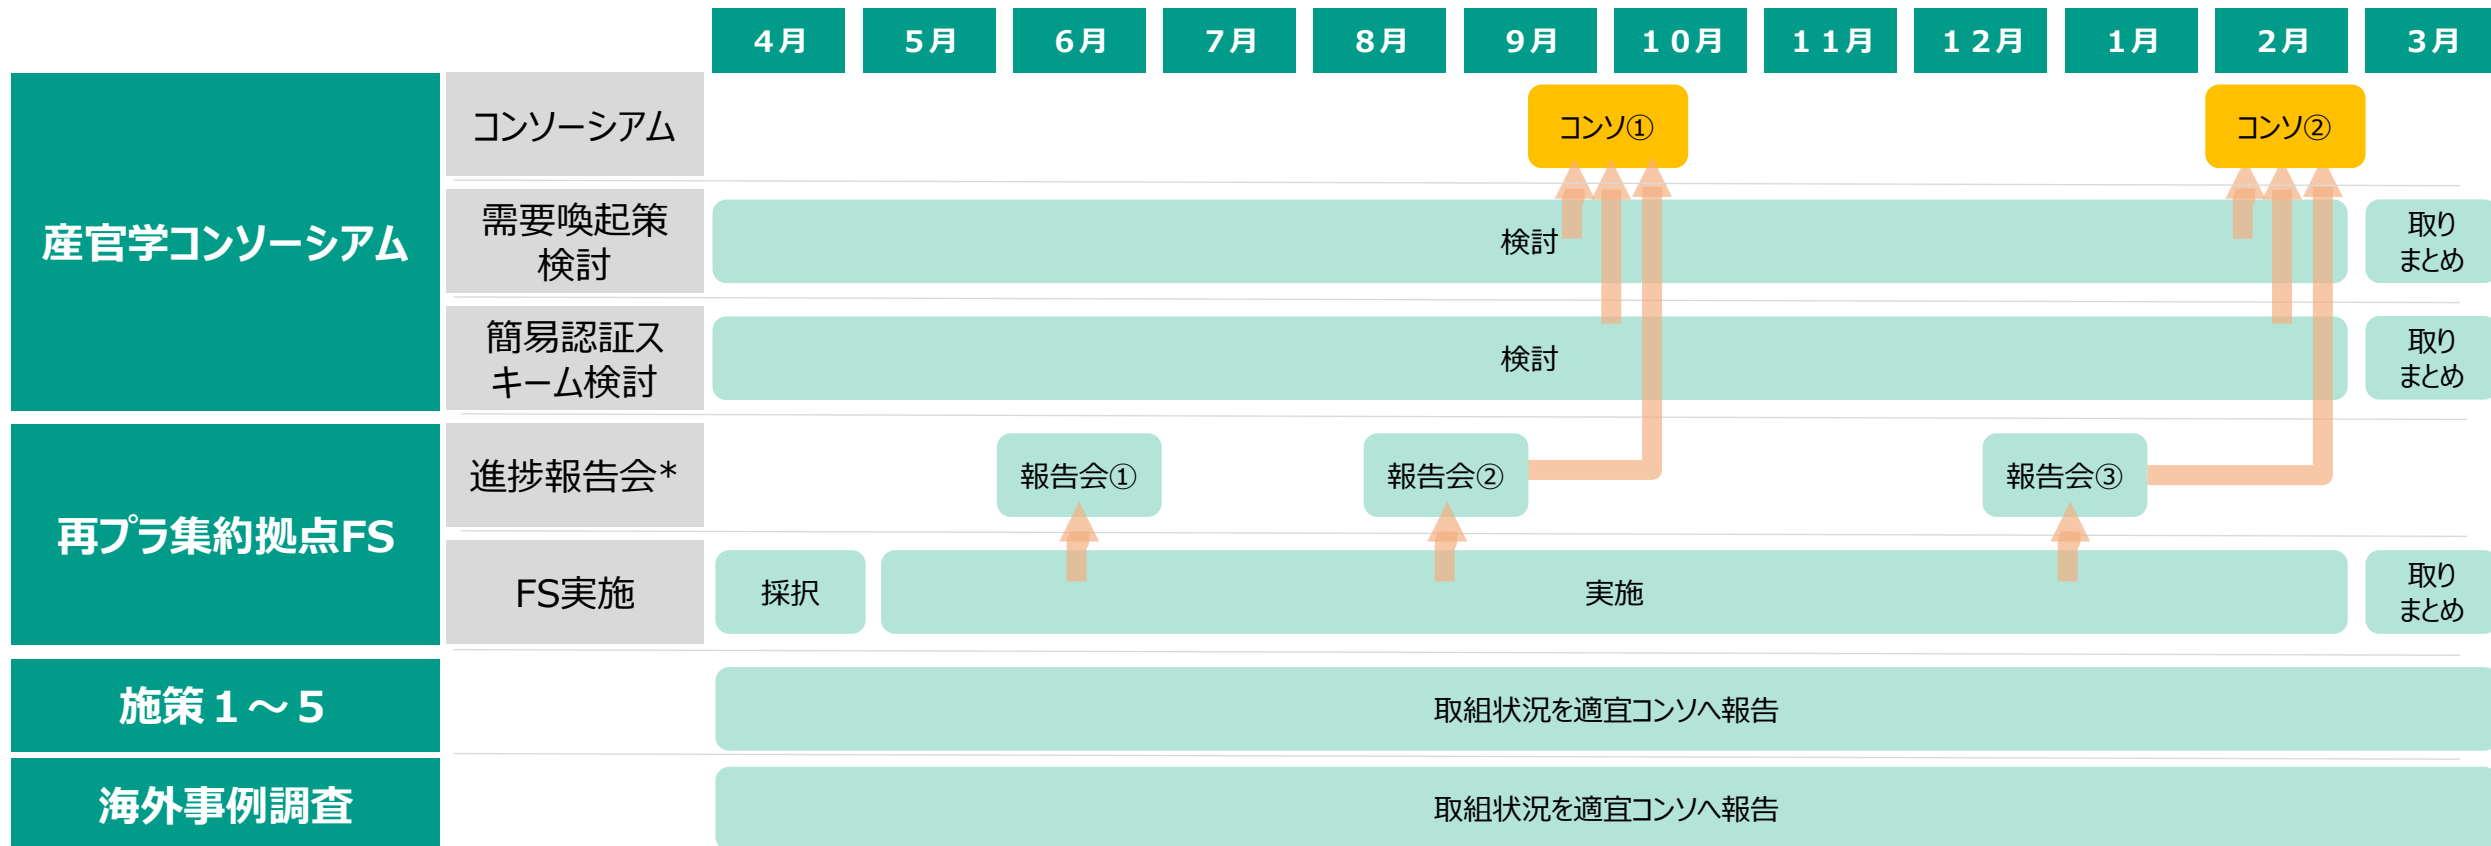 ４月
５月
６月
７月
８月
９月
１０月
１１月
１２月
１月
２月
３月
産官学コンソーシアム
コンソーシアム
コンソ①
コンソ②
需要喚起策
検討
検討
取り
まとめ
簡易認証ス
キーム検討
検討
取り
まとめ
再プラ集約拠点FS
進捗報告会*
報告会①
報告会②
報告会③
FS実施
採択
実施
取り
まとめ
施策１～５
取組状況を適宜コンソへ報告
海外事例調査
取組状況を適宜コンソへ報告